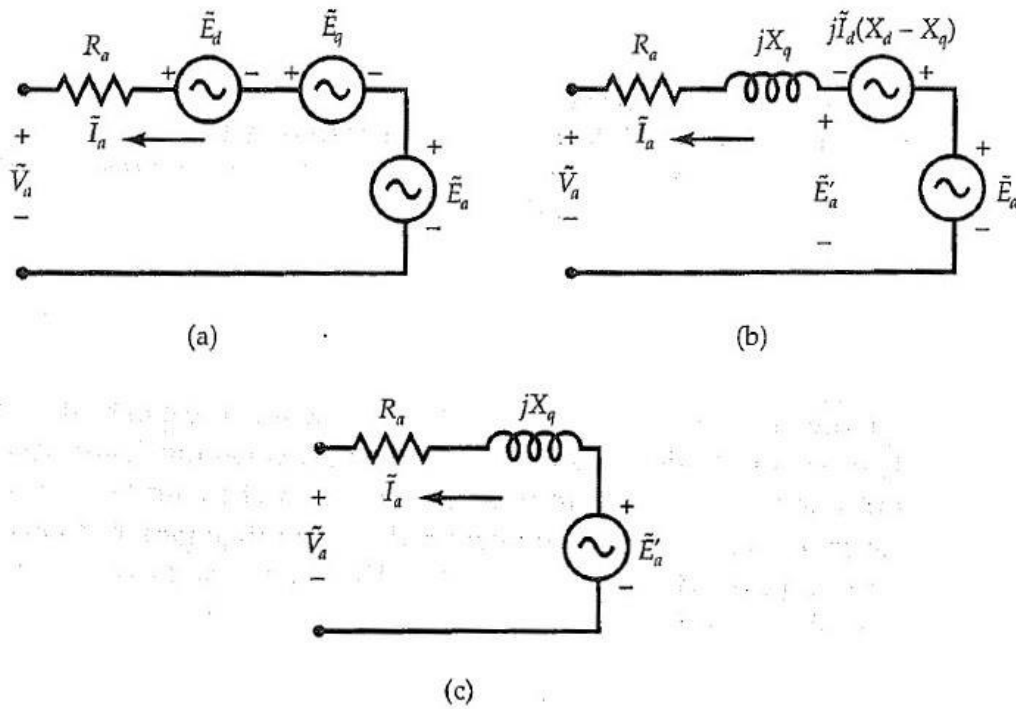 Ẽ_d Ẽ_q
R_a
+ − + −
Ĩ_a
+
Ṽ_a
−
+
Ẽ_a
−
(a)
jX_q jĨ_d(X_d − X_q)
R_a
− +
Ĩ_a
+
Ṽ_a
−
+
Ẽ'_a
−
+
Ẽ_a
−
(b)
R_a jX_q
Ĩ_a
+
Ṽ_a
−
+
Ẽ'_a
−
(c)